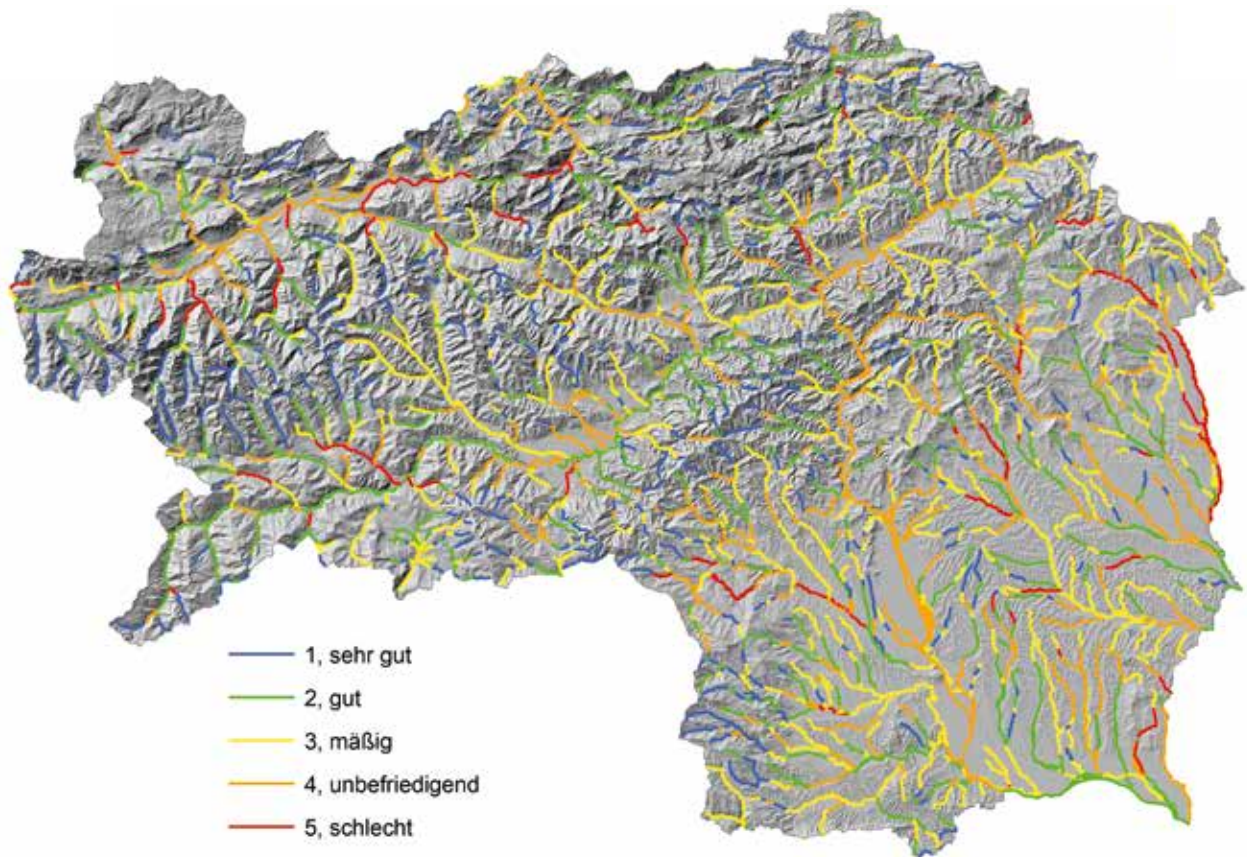 1, sehr gut
2, gut
3, mäßig
4, unbefriedigend
5, schlecht